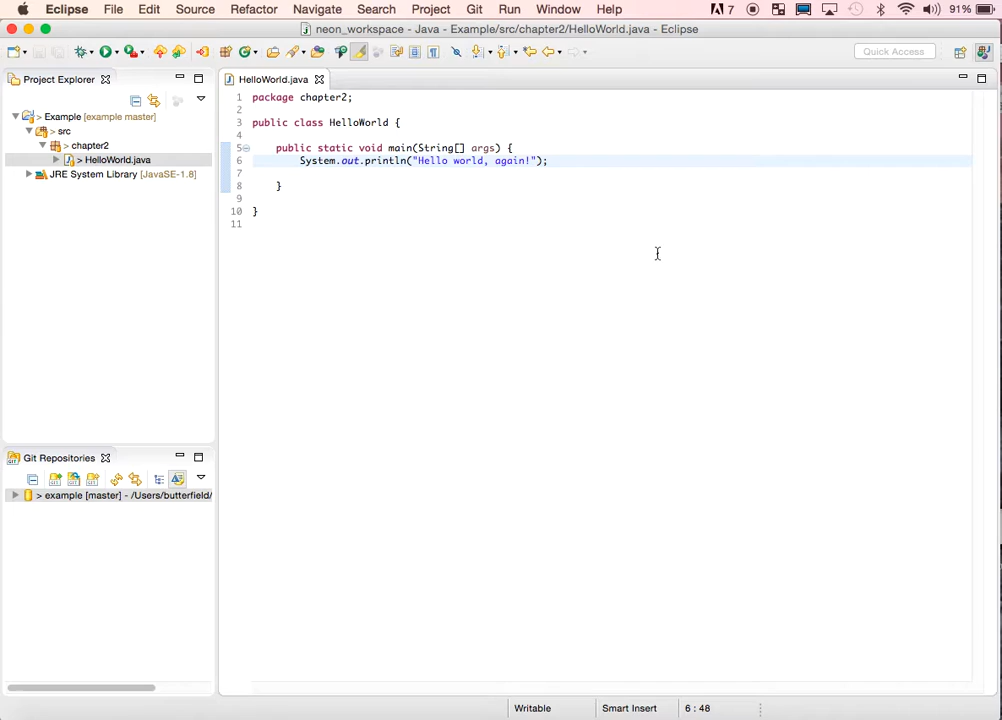 Eclipse File Edit Source Refactor Navigate Search Project Git Run Window Help 7 91%
neon_workspace - Java - Example/src/chapter2/HelloWorld.java - Eclipse
Quick Access
Project Explorer
> Example [example master]
> src
> chapter2
> HelloWorld.java
JRE System Library [JavaSE-1.8]
HelloWorld.java
1 package chapter2;
2
3 public class HelloWorld {
4
5 public static void main(String[] args) {
6 System.out.println("Hello world, again!");
7
8 }
9
10 }
11
Git Repositories
> example [master] - /Users/butterfield/
Writable Smart Insert 6 : 48